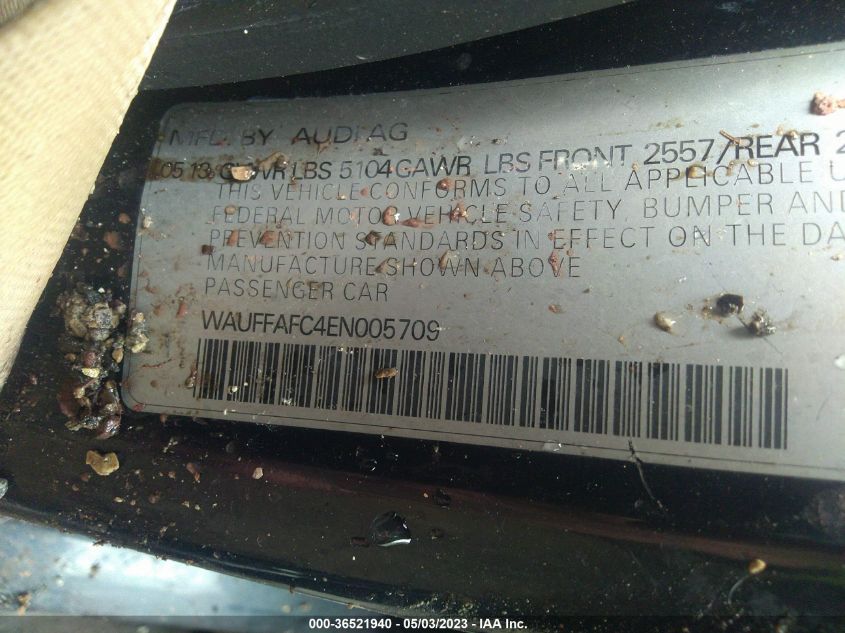 MFD. BY AUDI AG
05 13 GVWR LBS 5104 GAWR LBS FRONT 2557/REAR 2
THIS VEHICLE CONFORMS TO ALL APPLICABLE U
FEDERAL MOTOR VEHICLE SAFETY, BUMPER AND
PREVENTION STANDARDS IN EFFECT ON THE DA
MANUFACTURE SHOWN ABOVE
PASSENGER CAR
WAUFFAFC4EN005709
000-36521940 - 05/03/2023 - IAA Inc.